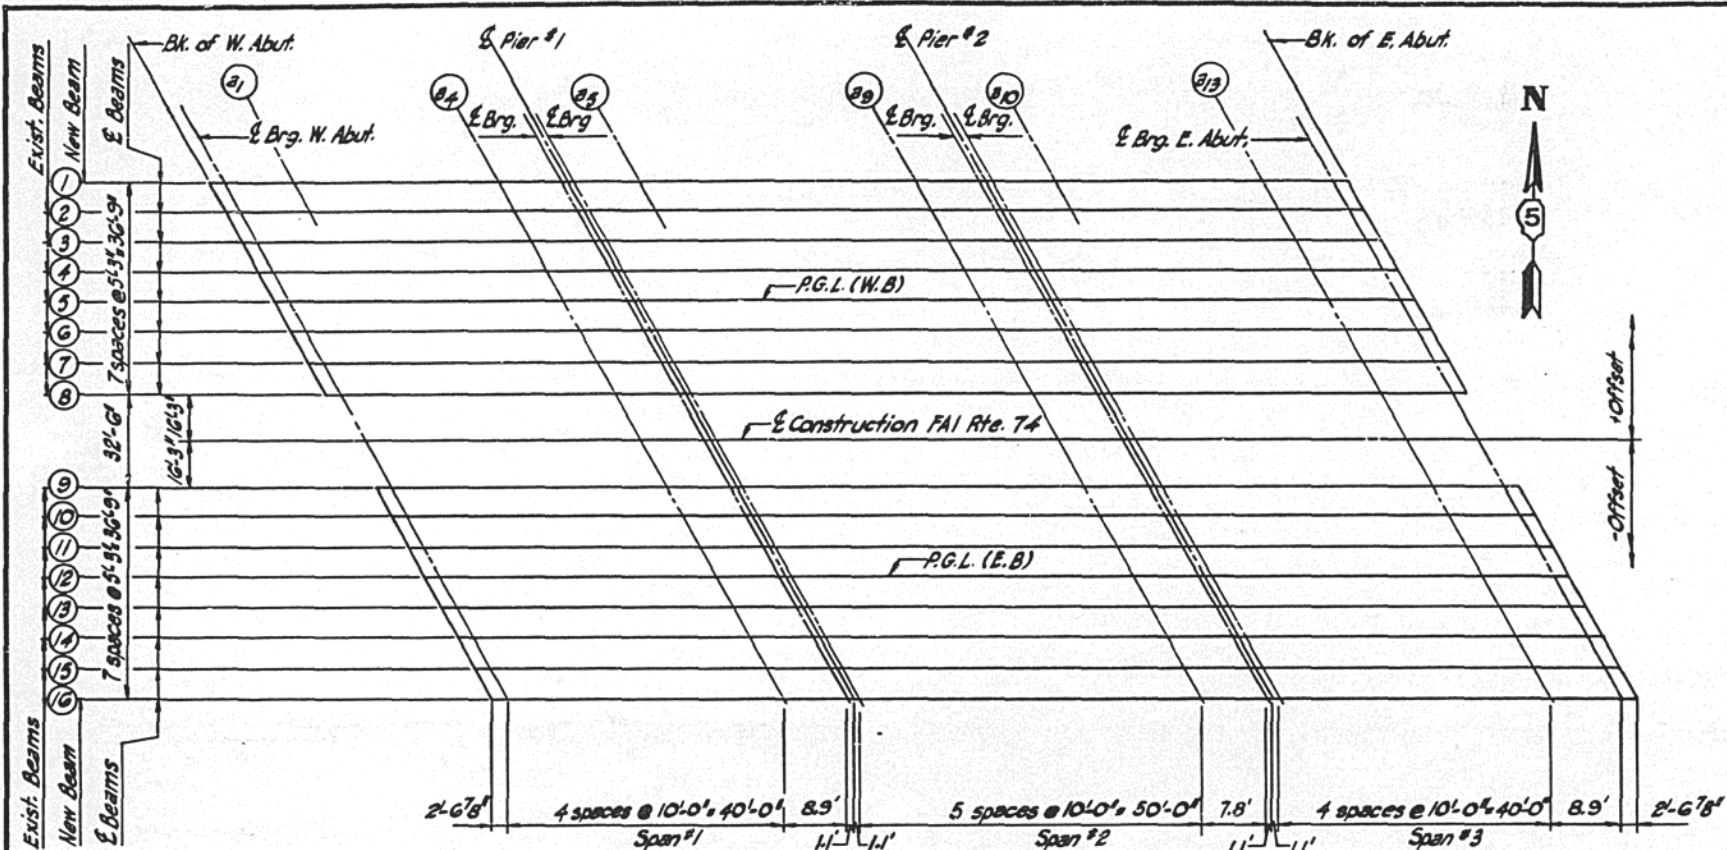 Bk. of W. Abut.
℄ Pier #1
℄ Pier #2
Bk. of E. Abut.
a1
a4
a5
a9
a10
a13
℄ Brg. W. Abut.
℄ Brg.
℄ Brg
℄ Brg.
℄ Brg.
℄ Brg. E. Abut.
N
5
Exist. Beams
New Beam
℄ Beams
1
2
3
4
5
6
7
8
7 spaces @ 5'-3"= 36'-9"
P.G.L. (W.B)
32'-6"
16'-3"
16'-3"
℄ Construction FAI Rte. 74
+Offset
-Offset
9
10
11
12
13
14
15
16
7 spaces @ 5'-3"= 36'-9"
P.G.L. (E.B)
Exist. Beams
New Beam
℄ Beams
2'-6 7/8" 4 spaces @ 10'-0"= 40'-0" 8.9' 5 spaces @ 10'-0"= 50'-0" 7.8' 4 spaces @ 10'-0"= 40'-0" 8.9' 2'-6 7/8"
Span #1 1.1' 1.1' Span #2 1.1' 1.1' Span #3